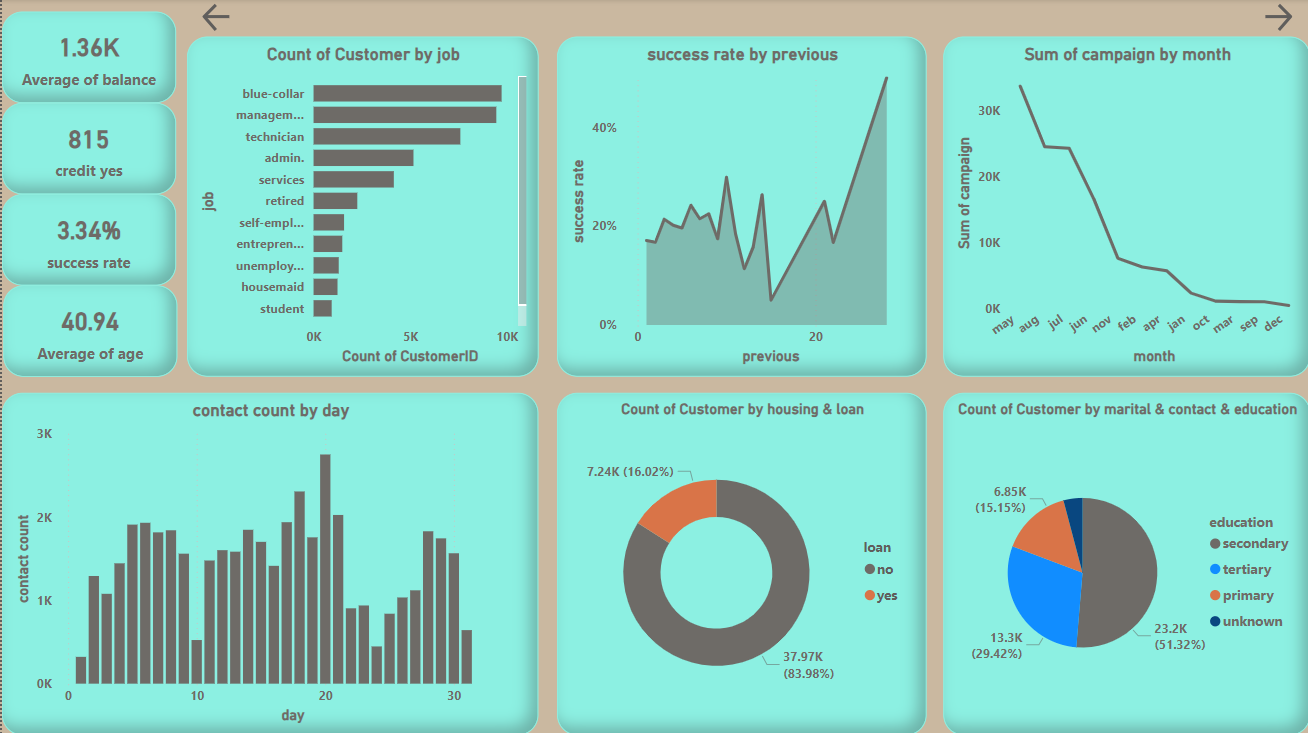 1.36K
Average of balance
815
credit yes
3.34%
success rate
40.94
Average of age
Count of Customer by job
job
blue-collar
managem...
technician
admin.
services
retired
self-empl...
entrepren...
unemploy...
housemaid
student
0K 5K 10K
Count of CustomerID
success rate by previous
success rate
40%
20%
0%
0 20
previous
Sum of campaign by month
Sum of campaign
30K
20K
10K
0K
may aug jul jun nov feb apr jan oct mar sep dec
month
contact count by day
contact count
3K
2K
1K
0K
0 10 20 30
day
Count of Customer by housing & loan
7.24K (16.02%)
37.97K
(83.98%)
loan
no
yes
Count of Customer by marital & contact & education
6.85K
(15.15%)
13.3K
(29.42%)
23.2K
(51.32%)
education
secondary
tertiary
primary
unknown